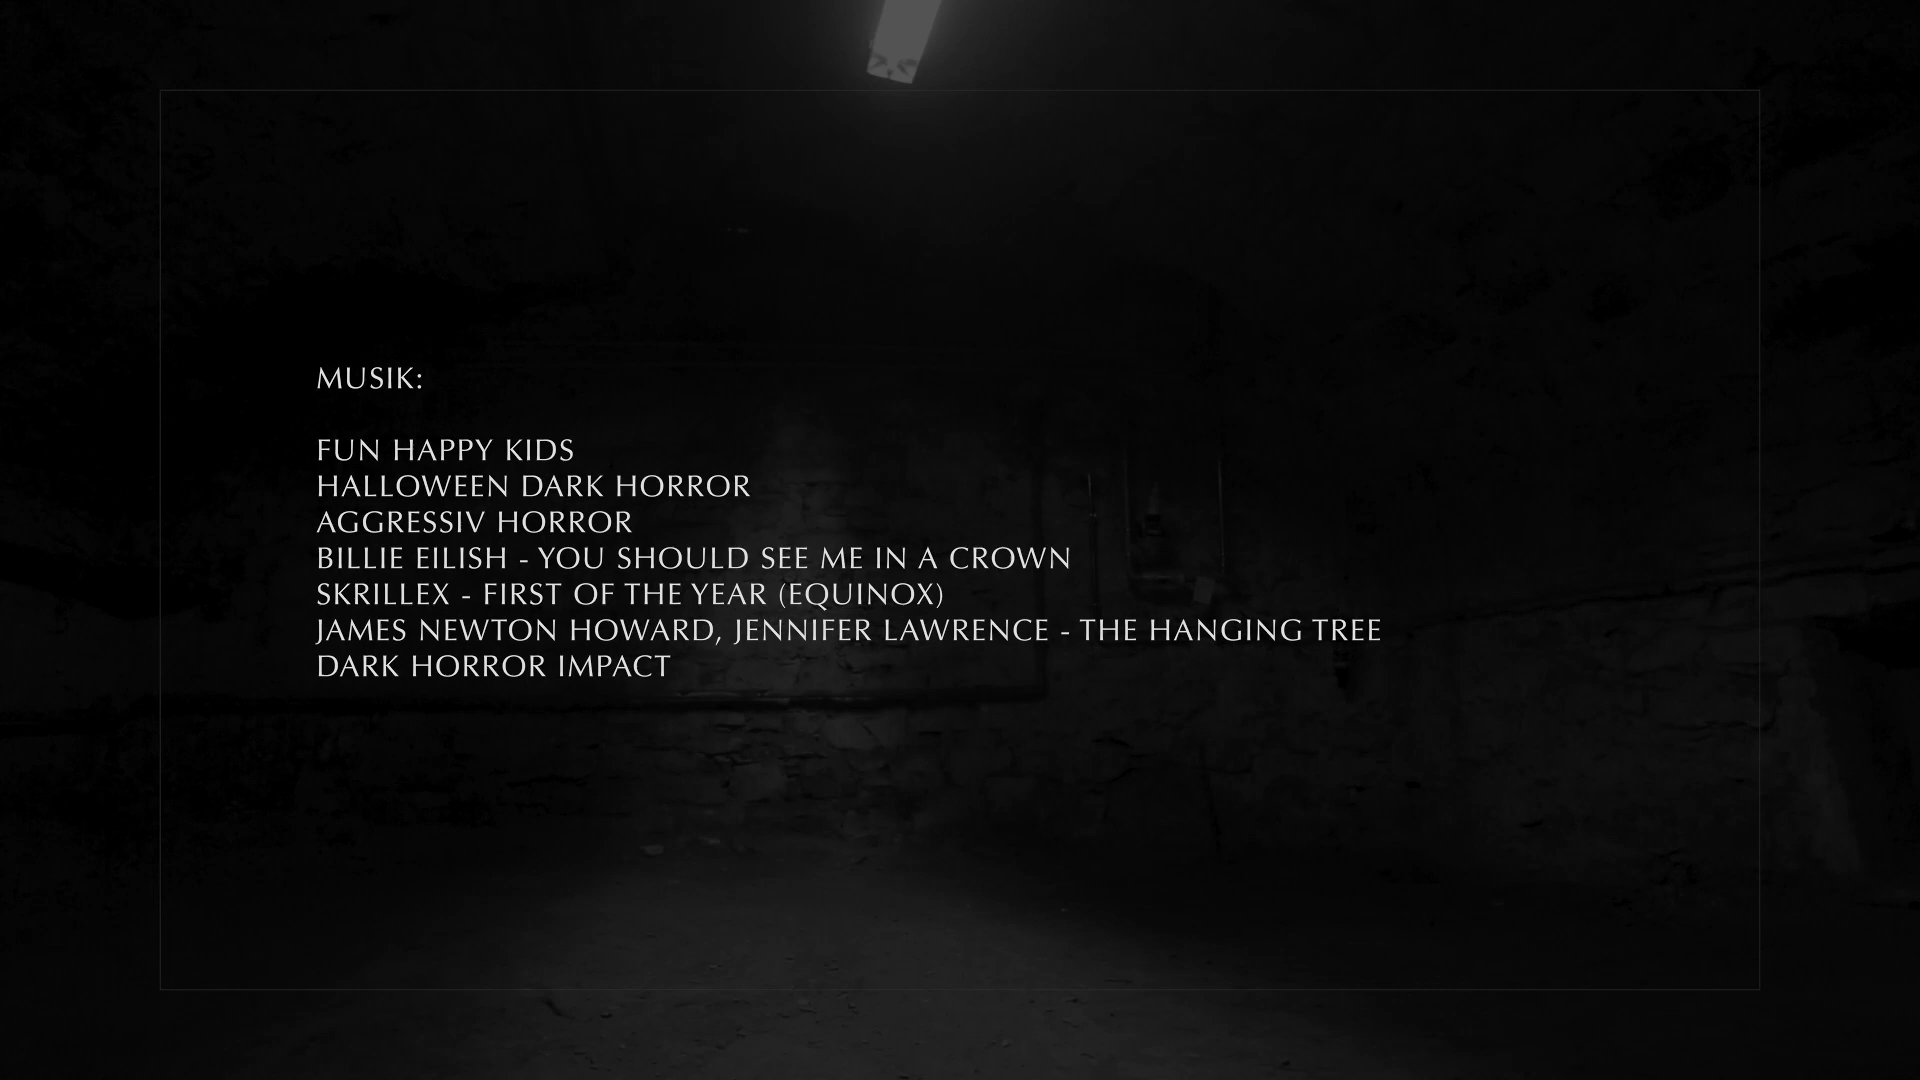 MUSIK:
FUN HAPPY KIDS
HALLOWEEN DARK HORROR
AGGRESSIV HORROR
BILLIE EILISH - YOU SHOULD SEE ME IN A CROWN
SKRILLEX - FIRST OF THE YEAR (EQUINOX)
JAMES NEWTON HOWARD, JENNIFER LAWRENCE - THE HANGING TREE
DARK HORROR IMPACT